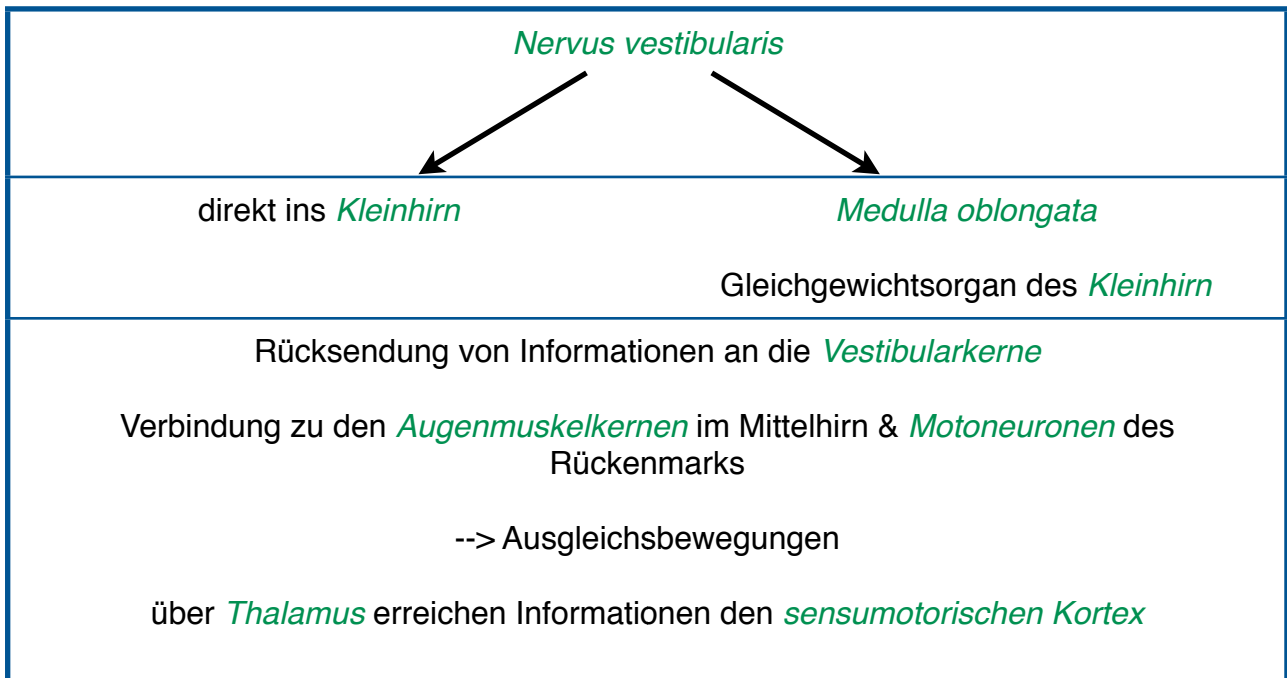 Nervus vestibularis
direkt ins Kleinhirn
Medulla oblongata
Gleichgewichtsorgan des Kleinhirn
Rücksendung von Informationen an die Vestibularkerne
Verbindung zu den Augenmuskelkernen im Mittelhirn & Motoneuronen des
Rückenmarks
--> Ausgleichsbewegungen
über Thalamus erreichen Informationen den sensumotorischen Kortex